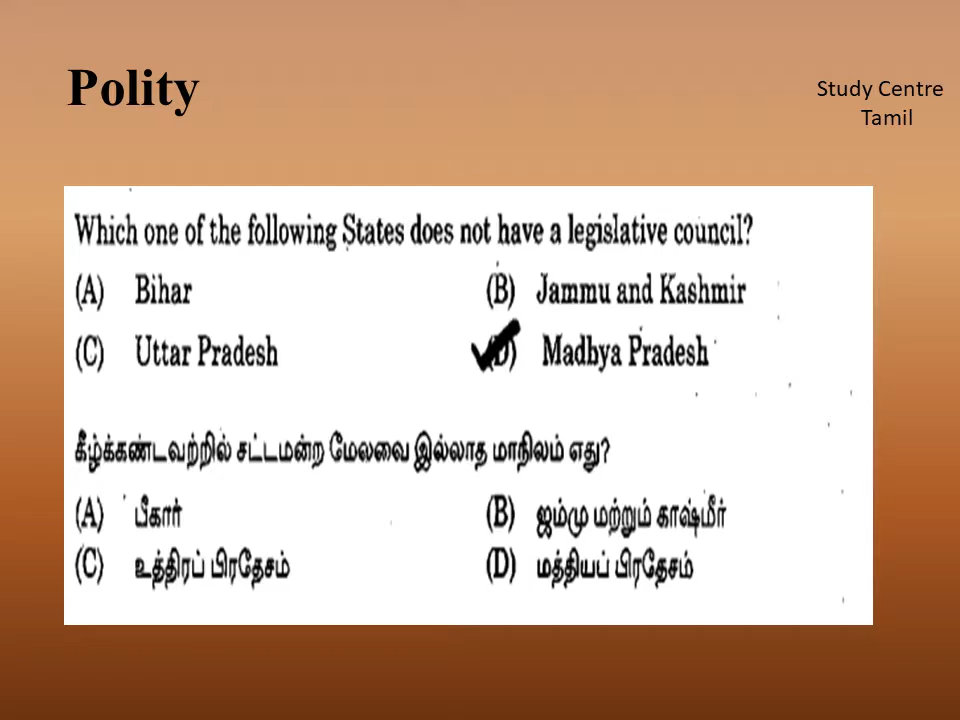 Polity
Study Centre
Tamil
Which one of the following States does not have a legislative council?
(A) Bihar
(B) Jammu and Kashmir
(C) Uttar Pradesh
(D) Madhya Pradesh
கீழ்க்கண்டவற்றில் சட்டமன்ற மேலவை இல்லாத மாநிலம் எது?
(A) பீகார்
(B) ஜம்மு மற்றும் காஷ்மீர்
(C) உத்திரப் பிரதேசம்
(D) மத்தியப் பிரதேசம்